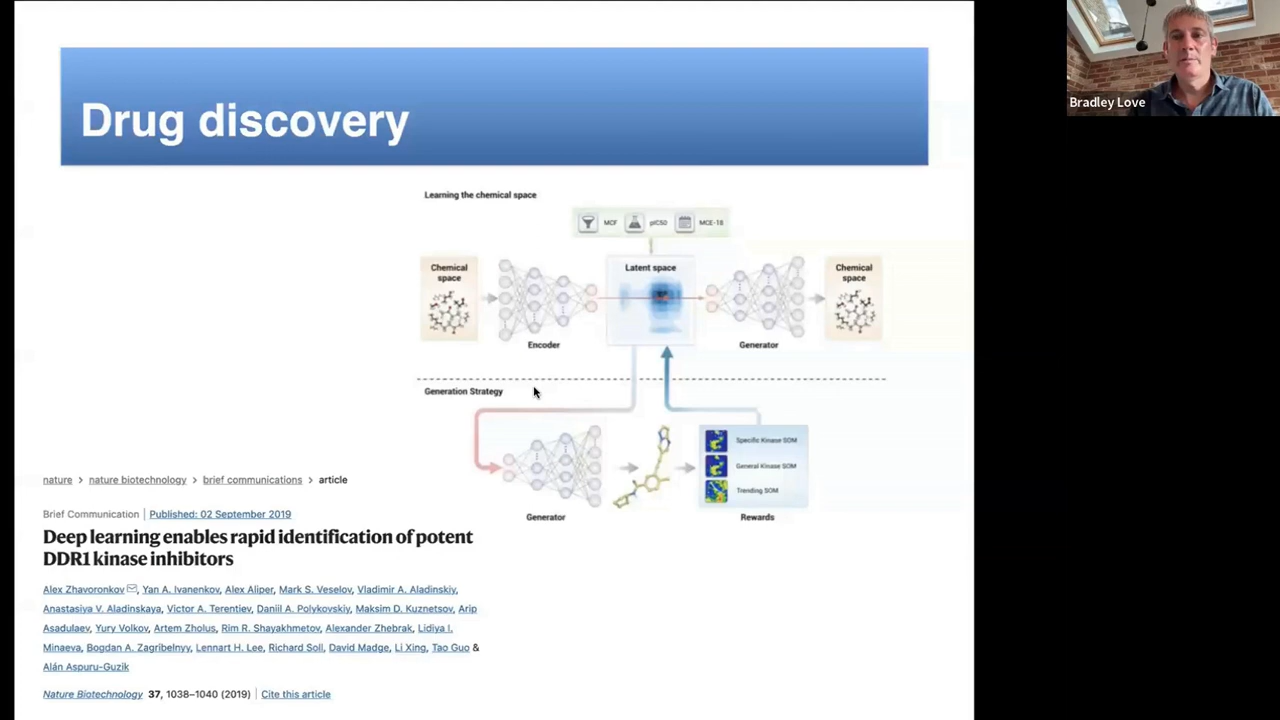 Drug discovery
Bradley Love
Learning the chemical space
MCF
pIC50
MCE-18
Chemical
space
Latent space
Chemical
space
Encoder
Generator
Generation Strategy
Specific Kinase SOM
General Kinase SOM
Trending SOM
Generator
Rewards
nature > nature biotechnology > brief communications > article
Brief Communication | Published: 02 September 2019
Deep learning enables rapid identification of potent
DDR1 kinase inhibitors
Alex Zhavoronkov, Yan A. Ivanenkov, Alex Aliper, Mark S. Veselov, Vladimir A. Aladinskiy,
Anastasiya V. Aladinskaya, Victor A. Terentiev, Daniil A. Polykovskiy, Maksim D. Kuznetsov, Arip
Asadulaev, Yury Volkov, Artem Zholus, Rim R. Shayakhmetov, Alexander Zhebrak, Lidiya I.
Minaeva, Bogdan A. Zagribelnyy, Lennart H. Lee, Richard Soll, David Madge, Li Xing, Tao Guo &
Alán Aspuru-Guzik
Nature Biotechnology 37, 1038–1040 (2019) | Cite this article